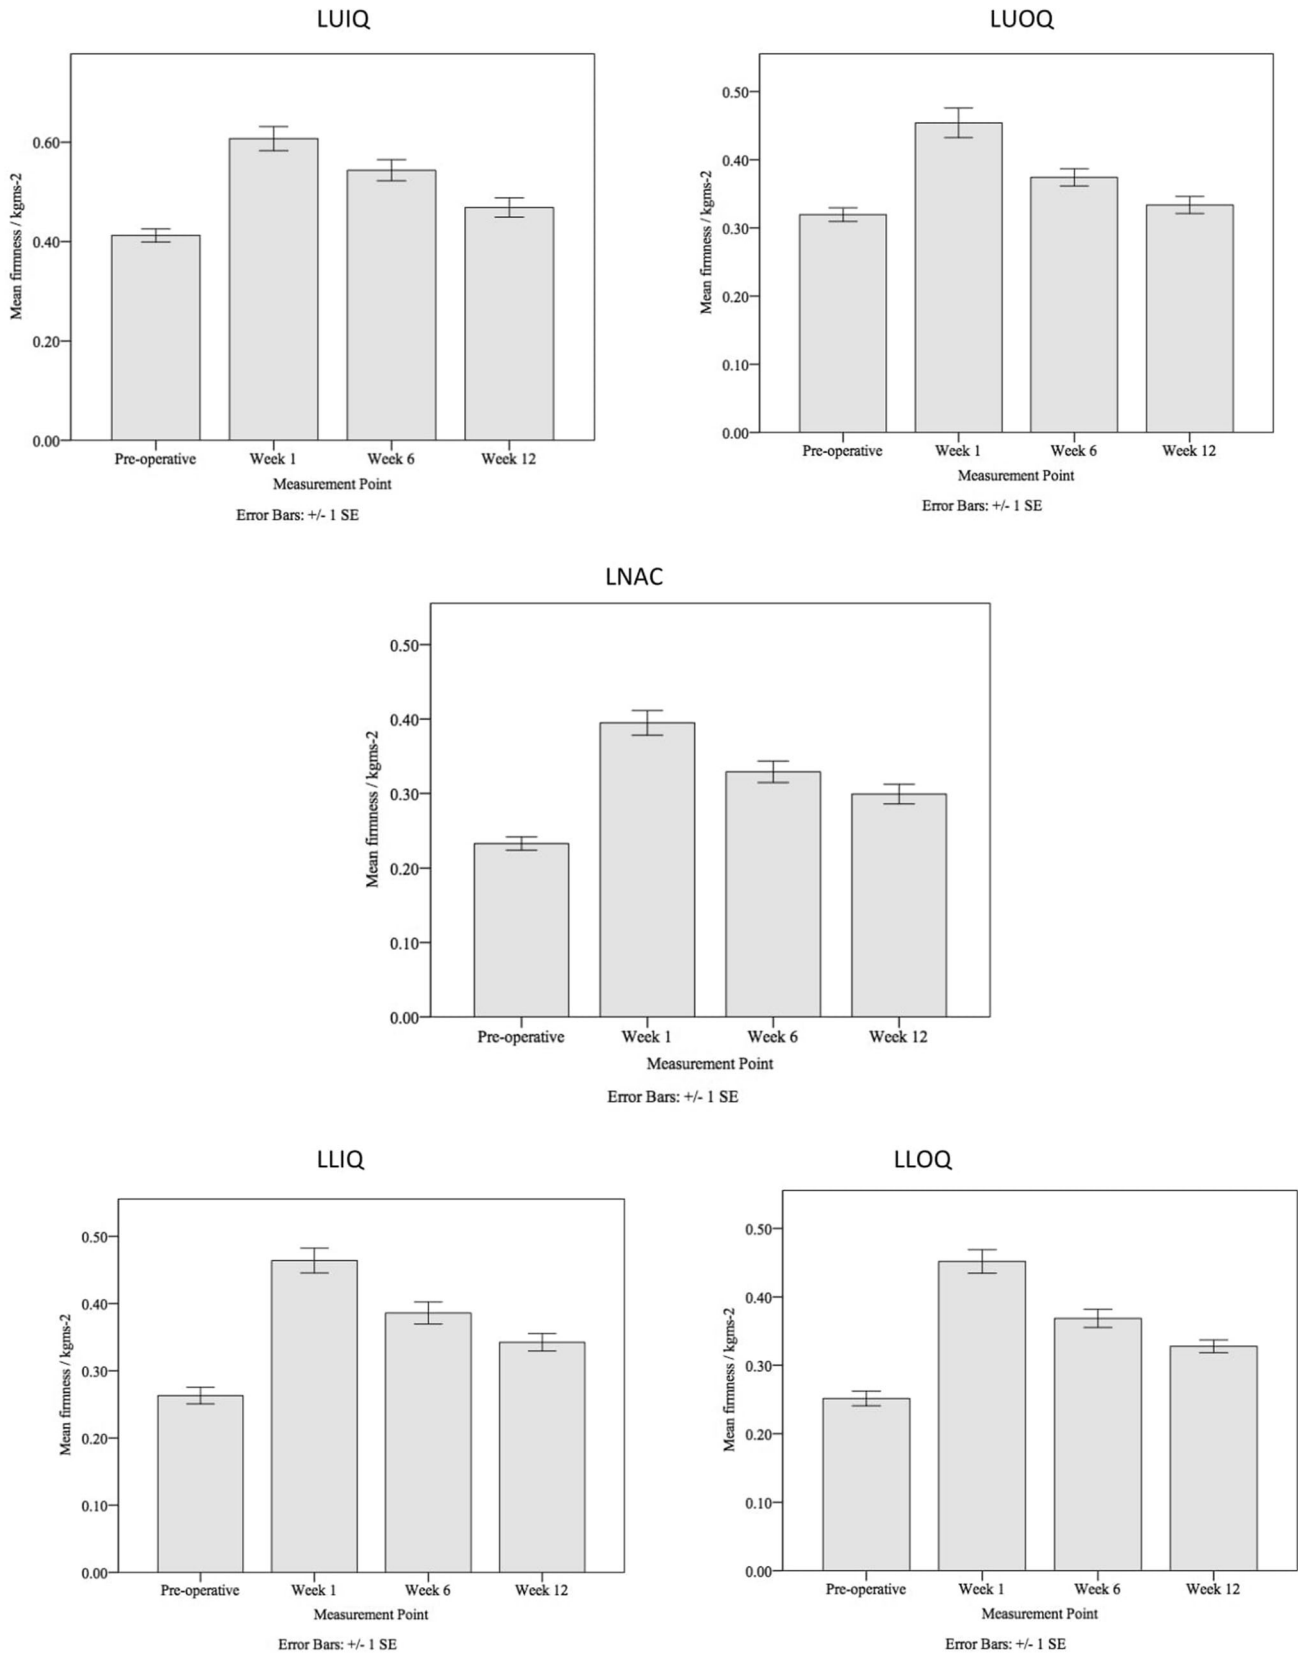 LUIQ
Mean firmness / kgms-2
0.60
0.40
0.20
0.00
Pre-operative Week 1 Week 6 Week 12
Measurement Point
Error Bars: +/- 1 SE
LUOQ
Mean firmness / kgms-2
0.50
0.40
0.30
0.20
0.10
0.00
Pre-operative Week 1 Week 6 Week 12
Measurement Point
Error Bars: +/- 1 SE
LNAC
Mean firmness / kgms-2
0.50
0.40
0.30
0.20
0.10
0.00
Pre-operative Week 1 Week 6 Week 12
Measurement Point
Error Bars: +/- 1 SE
LLIQ
Mean firmness / kgms-2
0.50
0.40
0.30
0.20
0.10
0.00
Pre-operative Week 1 Week 6 Week 12
Measurement Point
Error Bars: +/- 1 SE
LLOQ
Mean firmness / kgms-2
0.50
0.40
0.30
0.20
0.10
0.00
Pre-operative Week 1 Week 6 Week 12
Measurement Point
Error Bars: +/- 1 SE